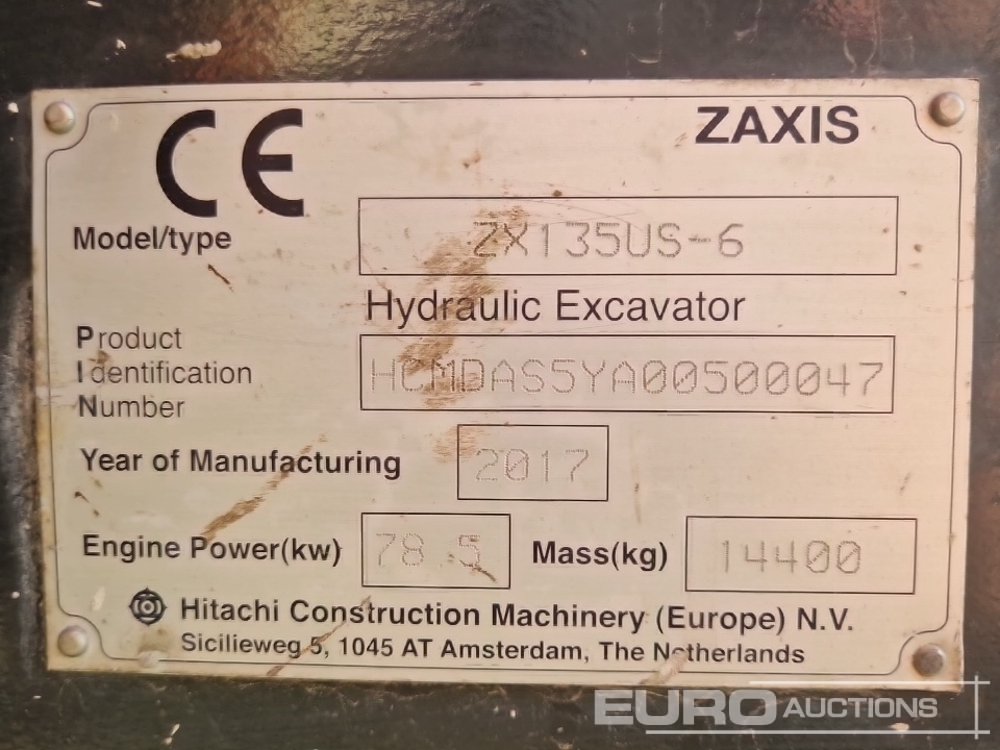 CE
ZAXIS
Model/type ZX135US-6
Hydraulic Excavator
Product
Identification HCMDAS5YA00500047
Number
Year of Manufacturing 2017
Engine Power(kw) 78.5 Mass(kg) 14400
Hitachi Construction Machinery (Europe) N.V.
Sicilieweg 5, 1045 AT Amsterdam, The Netherlands
EURO AUCTIONS